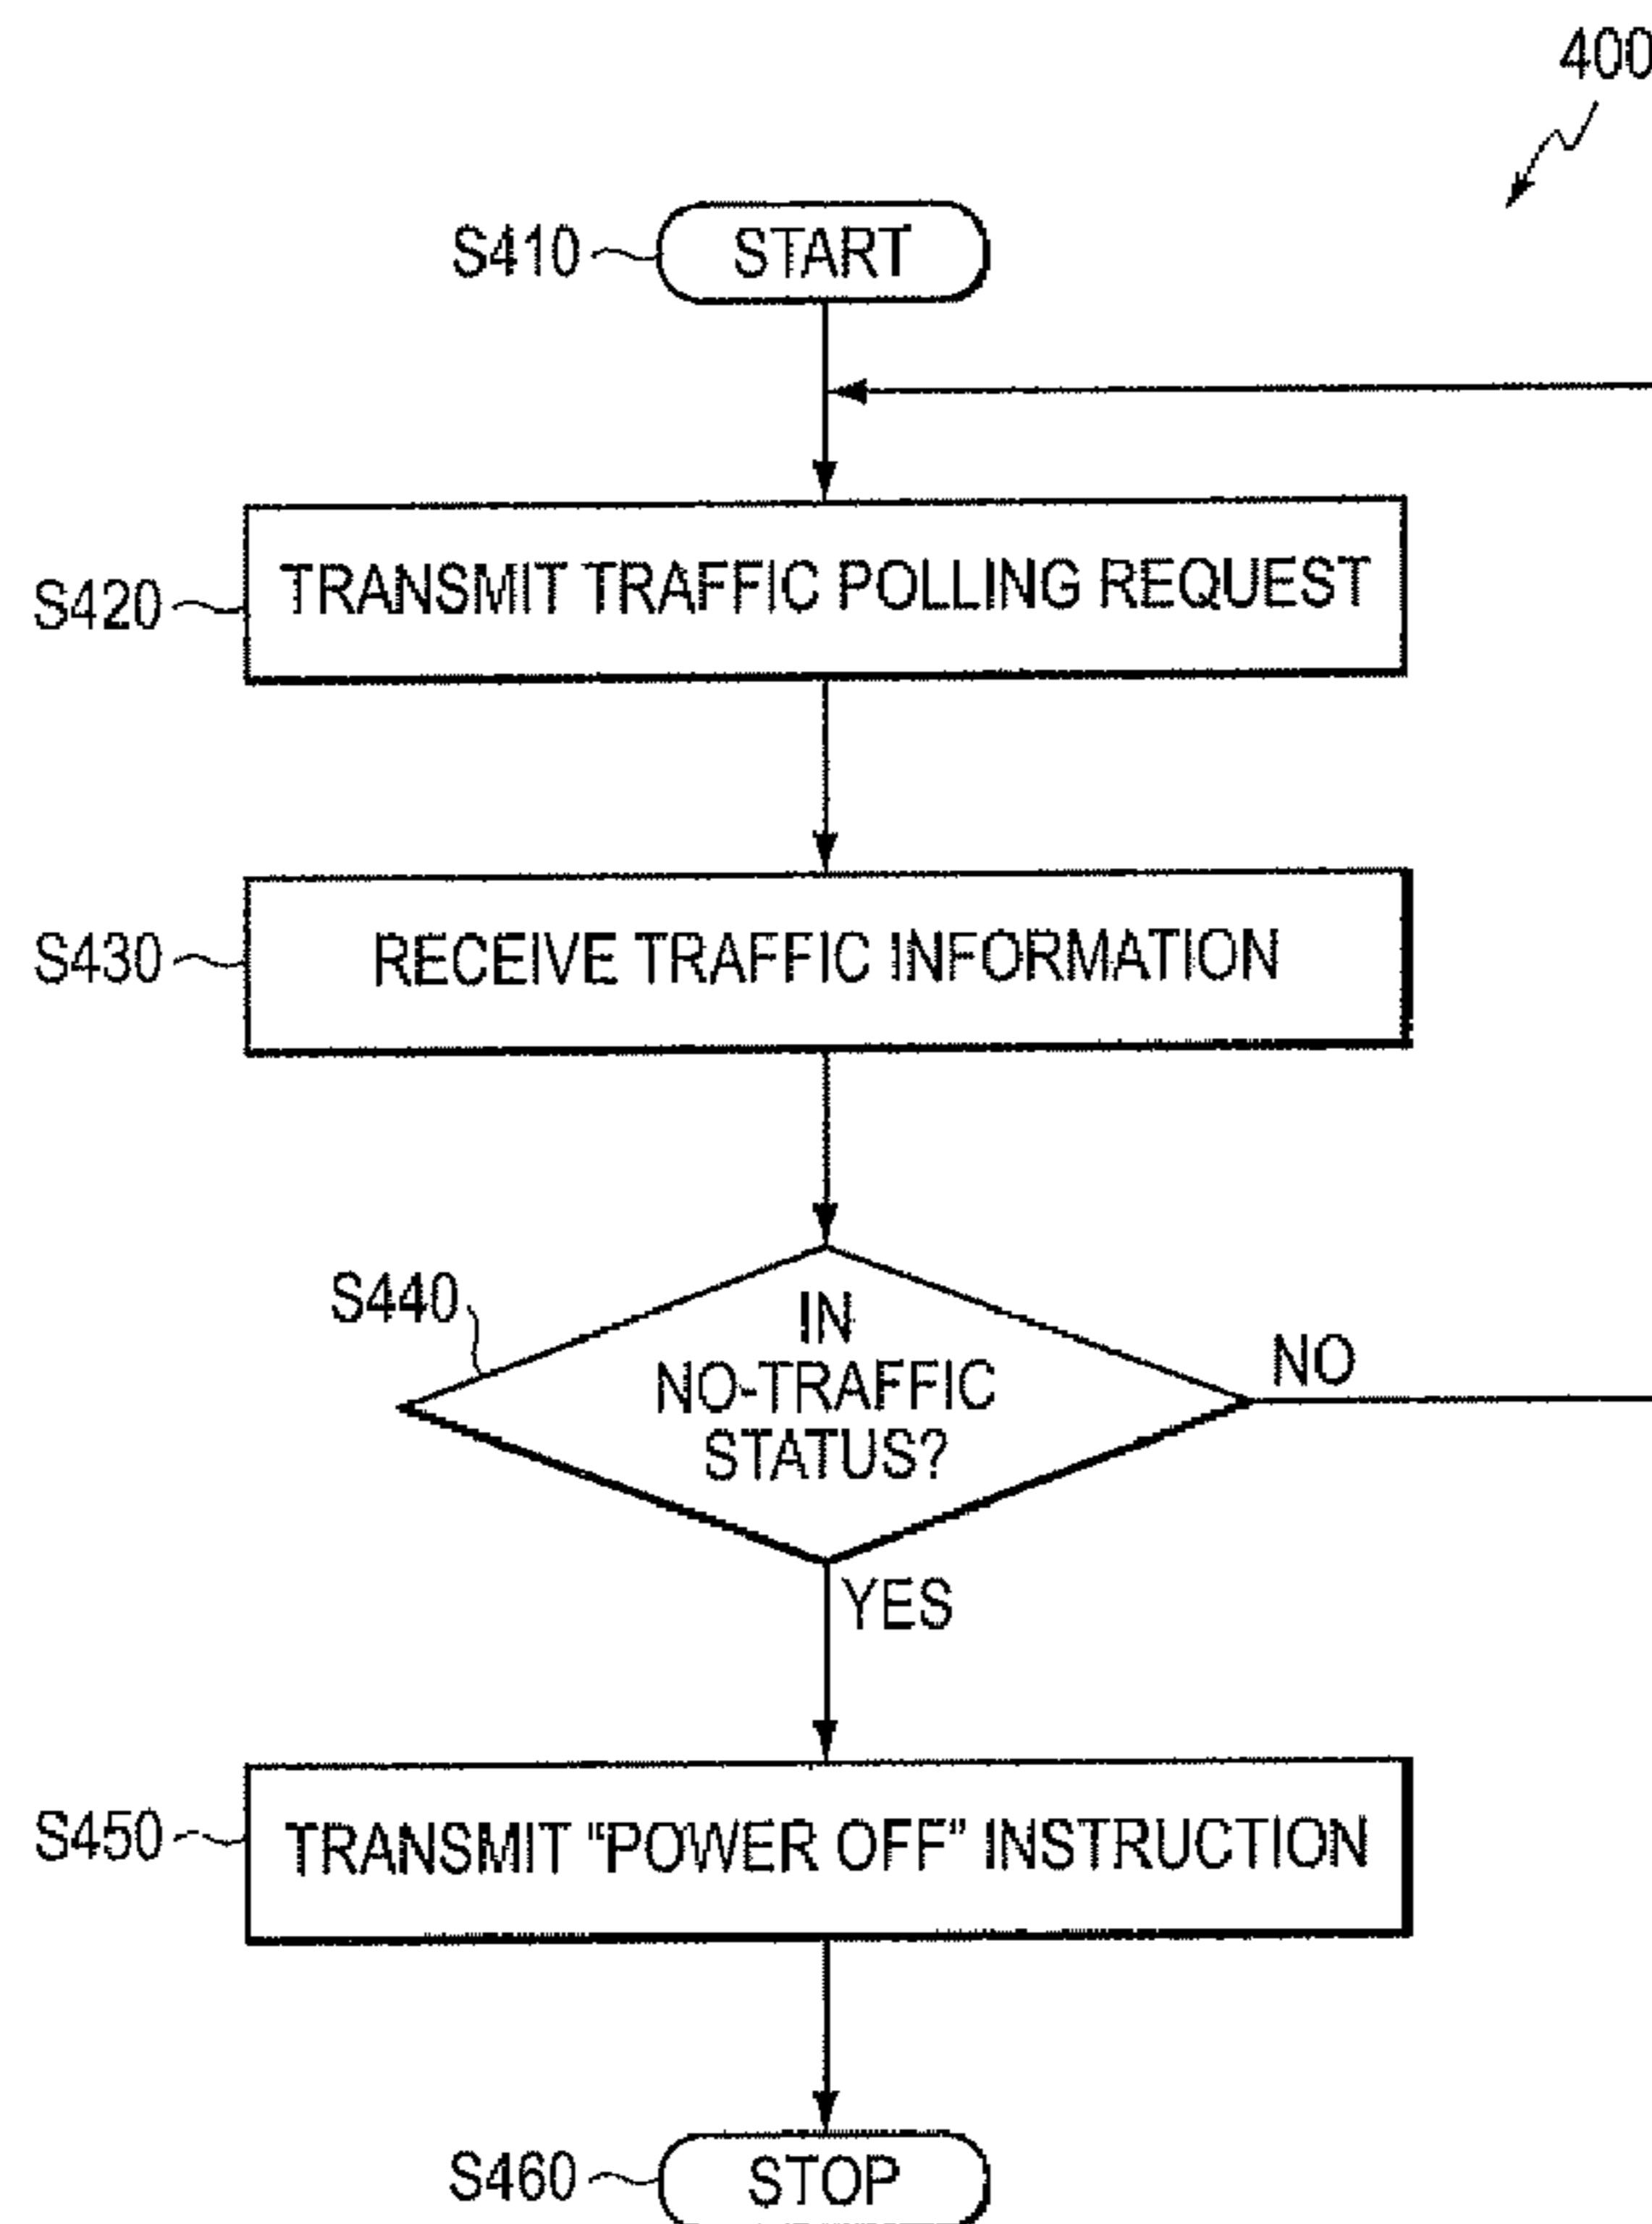 400
S410
START
S420
TRANSMIT TRAFFIC POLLING REQUEST
S430
RECEIVE TRAFFIC INFORMATION
S440
IN
NO-TRAFFIC
STATUS?
NO
YES
S450
TRANSMIT “POWER OFF” INSTRUCTION
S460
STOP